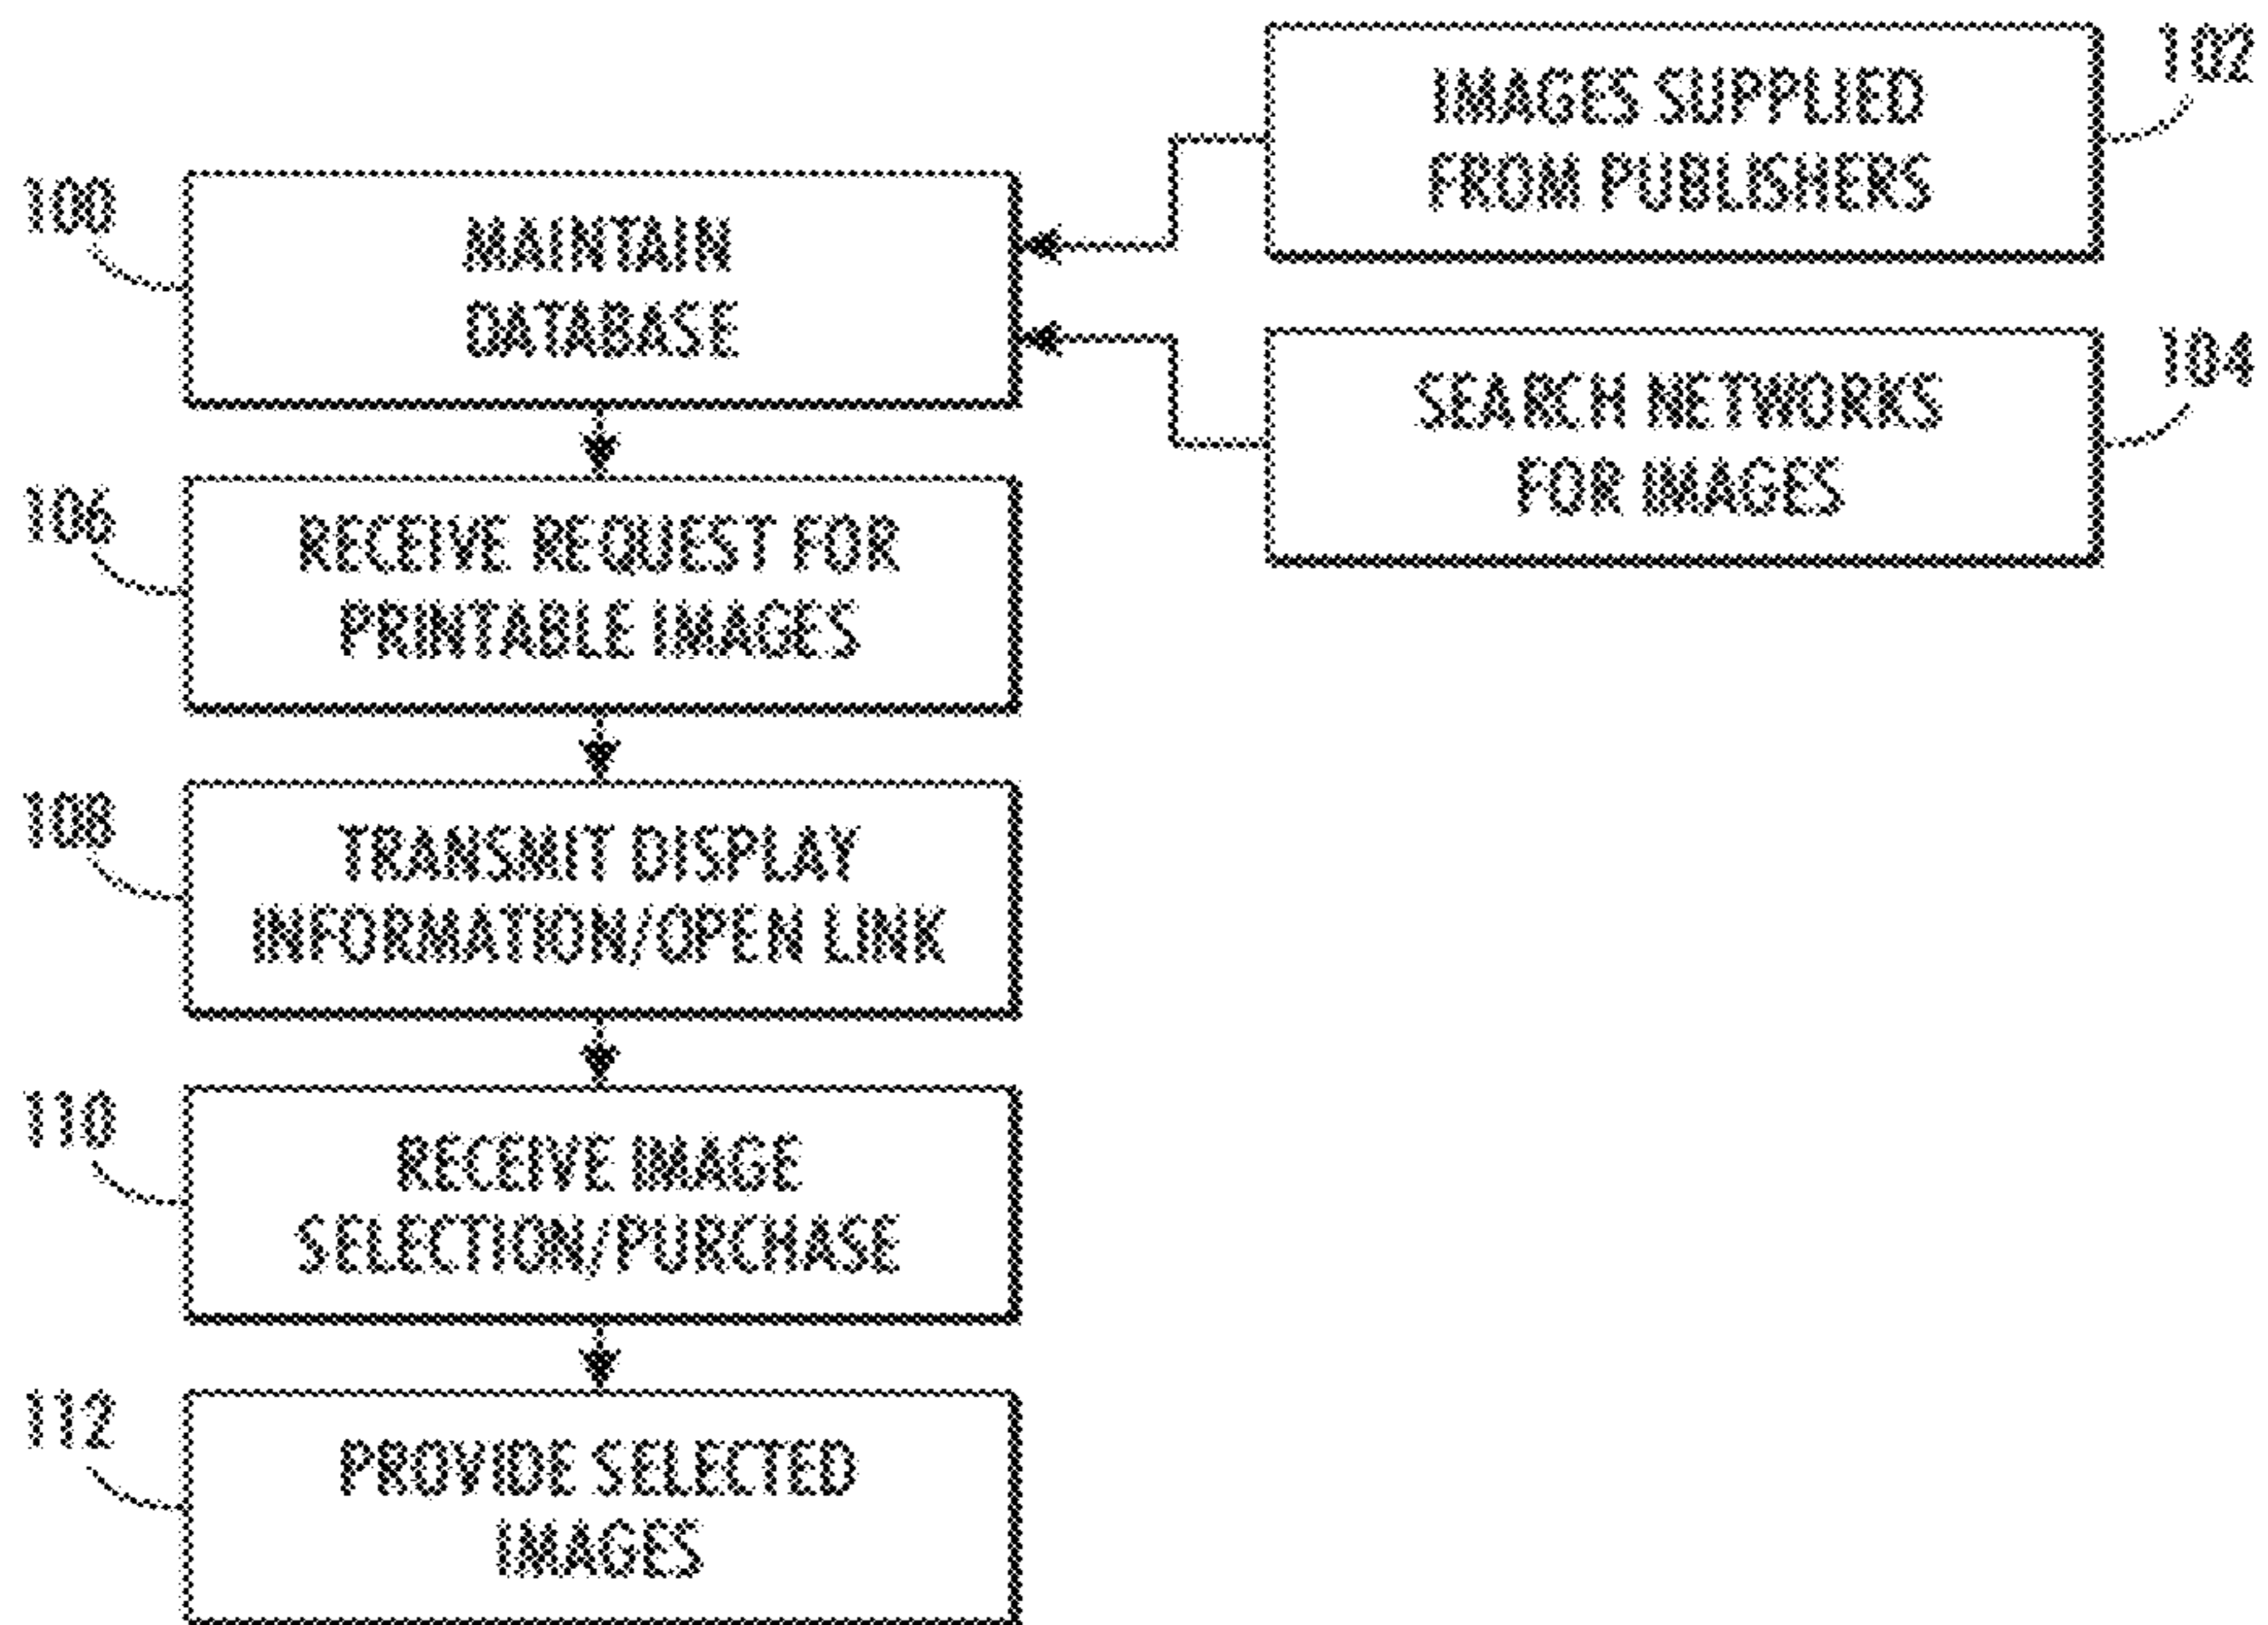 102
IMAGES SUPPLIED
FROM PUBLISHERS
100
MAINTAIN
DATABASE
104
SEARCH NETWORKS
FOR IMAGES
106
RECEIVE REQUEST FOR
PRINTABLE IMAGES
108
TRANSMIT DISPLAY
INFORMATION/OPEN LINK
110
RECEIVE IMAGE
SELECTION/PURCHASE
112
PROVIDE SELECTED
IMAGES